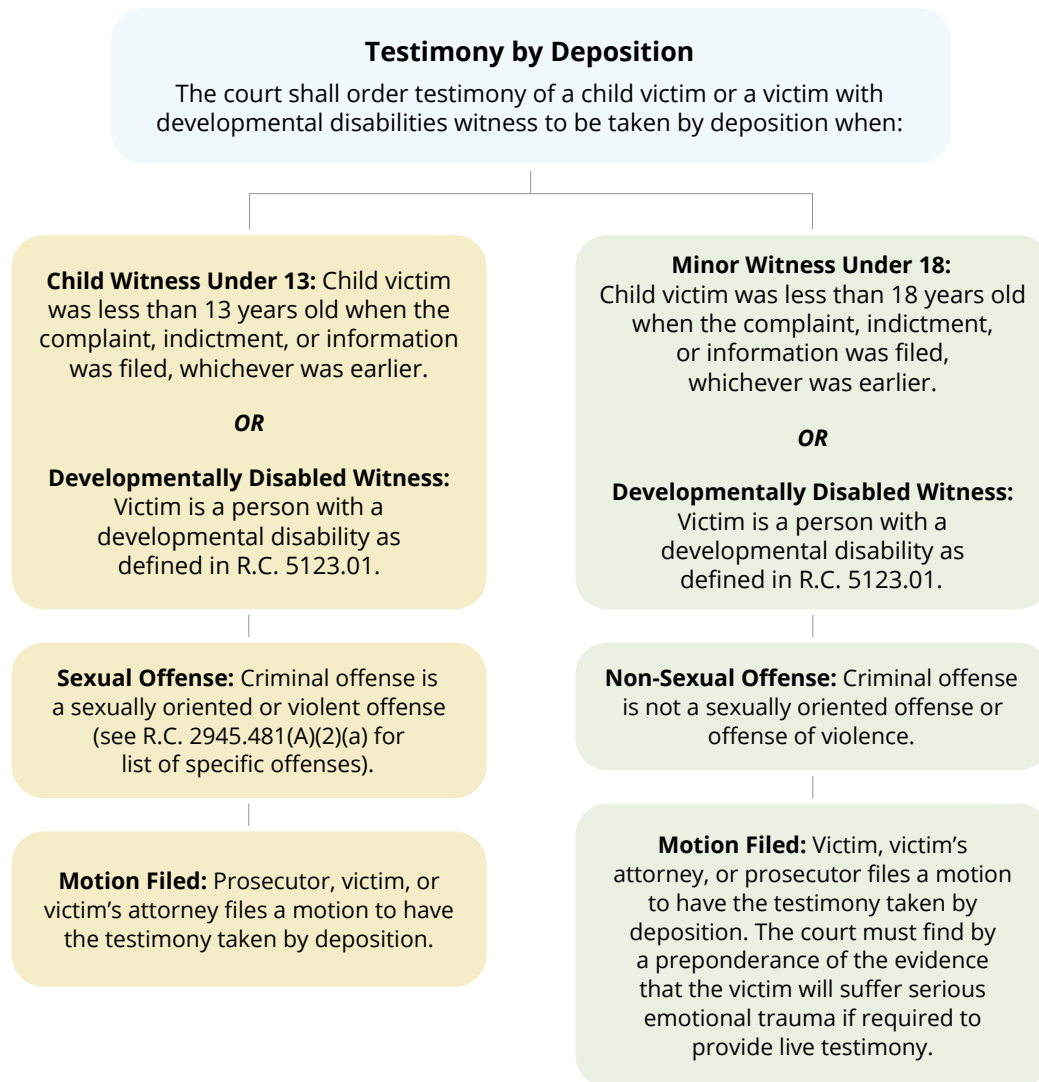 Testimony by Deposition
The court shall order testimony of a child victim or a victim with
developmental disabilities witness to be taken by deposition when:
Child Witness Under 13: Child victim
was less than 13 years old when the
complaint, indictment, or information
was filed, whichever was earlier.
OR
Developmentally Disabled Witness:
Victim is a person with a
developmental disability as
defined in R.C. 5123.01.
Sexual Offense: Criminal offense is
a sexually oriented or violent offense
(see R.C. 2945.481(A)(2)(a) for
list of specific offenses).
Motion Filed: Prosecutor, victim, or
victim’s attorney files a motion to have
the testimony taken by deposition.
Minor Witness Under 18:
Child victim was less than 18 years old
when the complaint, indictment,
or information was filed,
whichever was earlier.
OR
Developmentally Disabled Witness:
Victim is a person with a
developmental disability as
defined in R.C. 5123.01.
Non-Sexual Offense: Criminal offense
is not a sexually oriented offense or
offense of violence.
Motion Filed: Victim, victim’s
attorney, or prosecutor files a motion
to have the testimony taken by
deposition. The court must find by
a preponderance of the evidence
that the victim will suffer serious
emotional trauma if required to
provide live testimony.